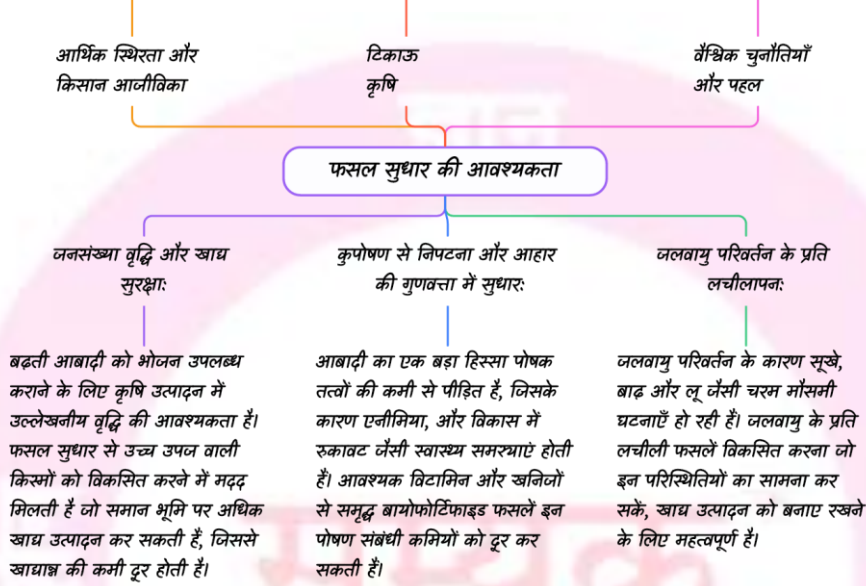 आर्थिक स्थिरता और
किसान आजीविका
टिकाऊ
कृषि
वैश्विक चुनौतियाँ
और पहल
फसल सुधार की आवश्यकता
जनसंख्या वृद्धि और खाद्य
सुरक्षा:
बढ़ती आबादी को भोजन उपलब्ध
कराने के लिए कृषि उत्पादन में
उल्लेखनीय वृद्धि की आवश्यकता है।
फसल सुधार से उच्च उपज वाली
किस्मों को विकसित करने में मदद
मिलती है जो समान भूमि पर अधिक
खाद्य उत्पादन कर सकती हैं, जिससे
खाद्यान्न की कमी दूर होती है।
कुपोषण से निपटना और आहार
की गुणवत्ता में सुधार:
आबादी का एक बड़ा हिस्सा पोषक
तत्वों की कमी से पीड़ित है, जिसके
कारण एनीमिया, और विकास में
रुकावट जैसी स्वास्थ्य समस्याएं होती
हैं। आवश्यक विटामिन और खनिजों
से समृद्ध बायोफोर्टिफाइड फसलें इन
पोषण संबंधी कमियों को दूर कर
सकती हैं।
जलवायु परिवर्तन के प्रति
लचीलापन:
जलवायु परिवर्तन के कारण सूखे,
बाढ़ और लू जैसी चरम मौसमी
घटनाएँ हो रही हैं। जलवायु के प्रति
लचीली फसलें विकसित करना जो
इन परिस्थितियों का सामना कर
सकें, खाद्य उत्पादन को बनाए रखने
के लिए महत्वपूर्ण है।